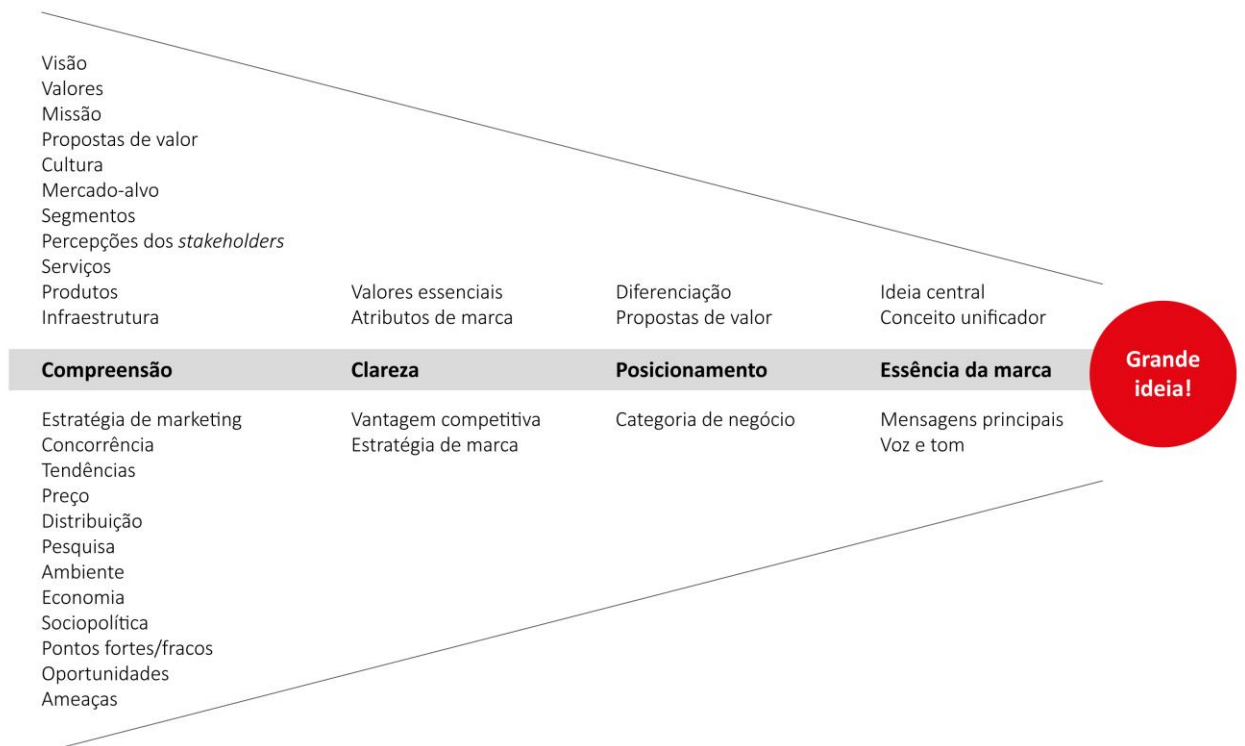 Visão
Valores
Missão
Propostas de valor
Cultura
Mercado-alvo
Segmentos
Percepções dos stakeholders
Serviços
Produtos
Infraestrutura
Valores essenciais
Atributos de marca
Diferenciação
Propostas de valor
Ideia central
Conceito unificador
Compreensão
Clareza
Posicionamento
Essência da marca
Grande
ideia!
Estratégia de marketing
Concorrência
Tendências
Preço
Distribuição
Pesquisa
Ambiente
Economia
Sociopolítica
Pontos fortes/fracos
Oportunidades
Ameaças
Vantagem competitiva
Estratégia de marca
Categoria de negócio
Mensagens principais
Voz e tom